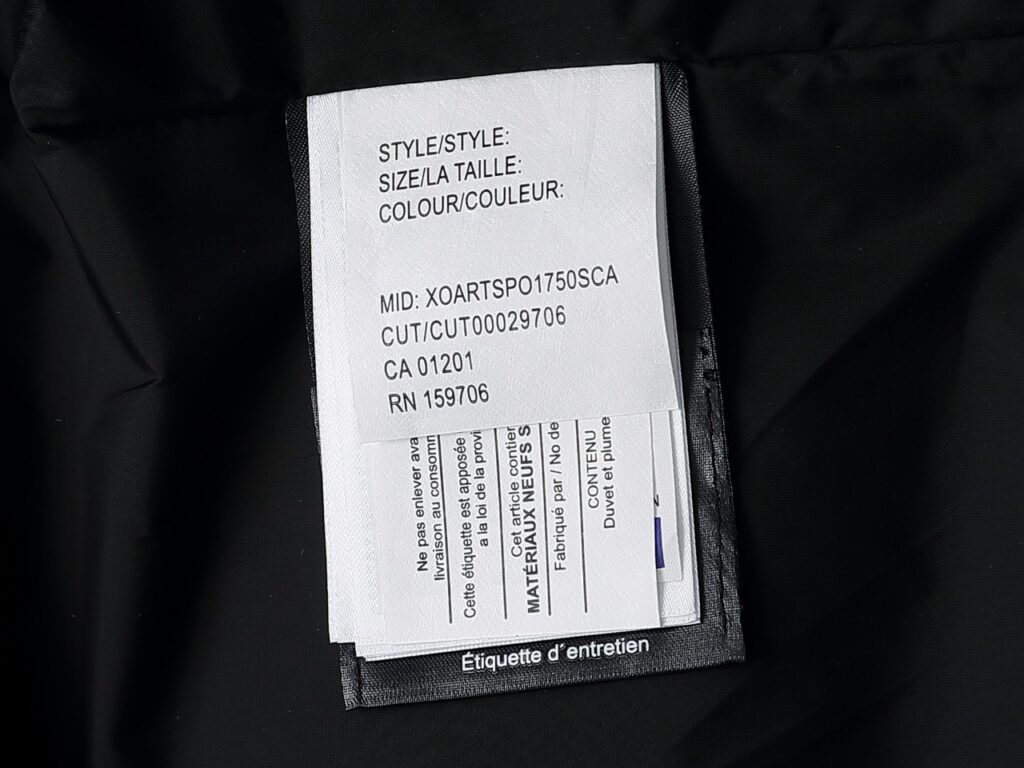 STYLE/STYLE:
SIZE/LA TAILLE:
COLOUR/COULEUR:
MID: XOARTSPO1750SCA
CUT/CUT00029706
CA 01201
RN 159706
Ne pas enlever ava
livraison au consomm
Cette étiquette est apposée
a la loi de la provi
Cet article contien
MATÉRIAUX NEUFS S
Fabriqué par / No de
CONTENU
Duvet et plume
Étiquette d´entretien